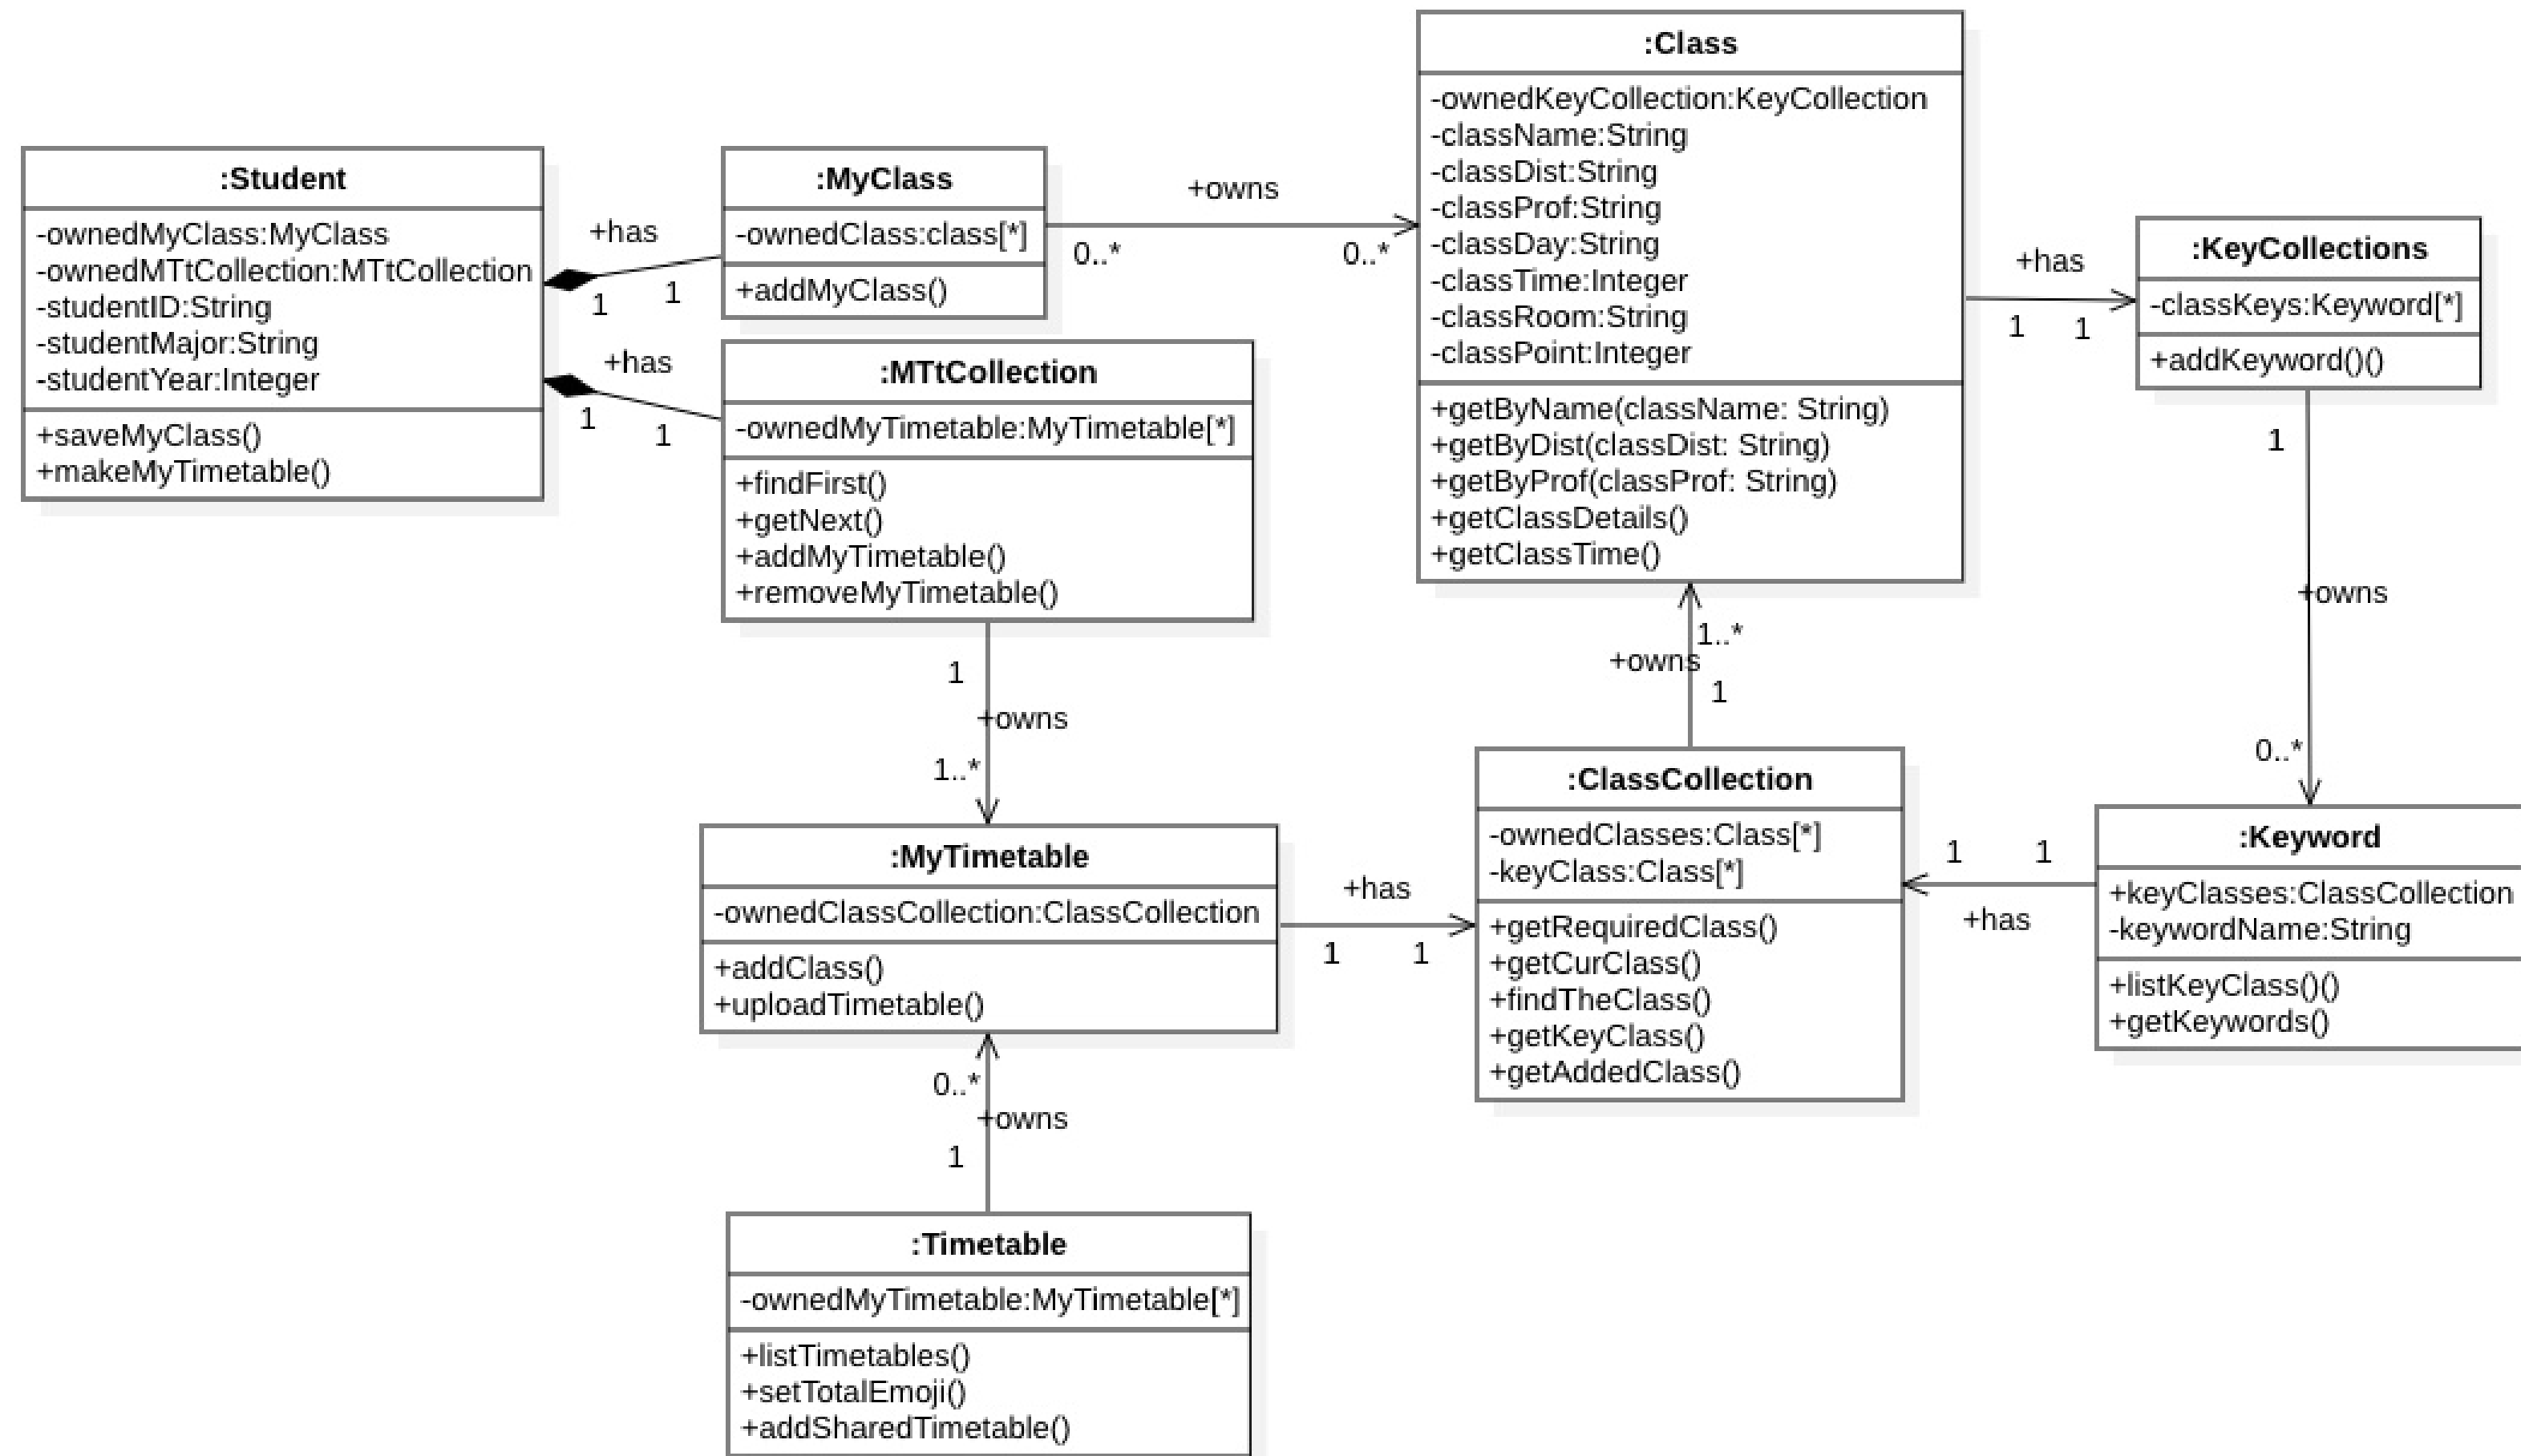 :Student
-ownedMyClass:MyClass
-ownedMTtCollection:MTtCollection
-studentID:String
-studentMajor:String
-studentYear:Integer
+saveMyClass()
+makeMyTimetable()
+has
1
1
+has
1
1
:MyClass
-ownedClass:class[*]
+addMyClass()
+owns
0..*
0..*
:MTtCollection
-ownedMyTimetable:MyTimetable[*]
+findFirst()
+getNext()
+addMyTimetable()
+removeMyTimetable()
1
+owns
1..*
:Class
-ownedKeyCollection:KeyCollection
-className:String
-classDist:String
-classProf:String
-classDay:String
-classTime:Integer
-classRoom:String
-classPoint:Integer
+getByName(className: String)
+getByDist(classDist: String)
+getByProf(classProf: String)
+getClassDetails()
+getClassTime()
+has
1
1
:KeyCollections
-classKeys:Keyword[*]
+addKeyword()()
1
+owns
0..*
1..*
+owns
1
:MyTimetable
-ownedClassCollection:ClassCollection
+addClass()
+uploadTimetable()
+has
1
1
:ClassCollection
-ownedClasses:Class[*]
-keyClass:Class[*]
+getRequiredClass()
+getCurClass()
+findTheClass()
+getKeyClass()
+getAddedClass()
1
1
+has
:Keyword
+keyClasses:ClassCollection
-keywordName:String
+listKeyClass()()
+getKeywords()
0..*
+owns
1
:Timetable
-ownedMyTimetable:MyTimetable[*]
+listTimetables()
+setTotalEmoji()
+addSharedTimetable()